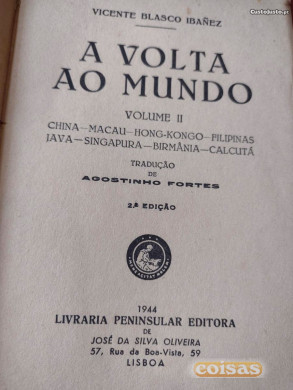 CustoJusto.pt
VICENTE BLASCO IBAÑEZ
A VOLTA
AO MUNDO
VOLUME II
CHINA—MACAU—HONG-KONGO—FILIPINAS
JAVA—SINGAPURA—BIRMÂNIA—CALCUTÁ
TRADUÇÃO
DE
AGOSTINHO FORTES
2.ª EDIÇÃO
1944
LIVRARIA PENINSULAR EDITORA
DE
JOSÉ DA SILVA OLIVEIRA
57, Rua da Boa-Vista, 59
LISBOA
coisas